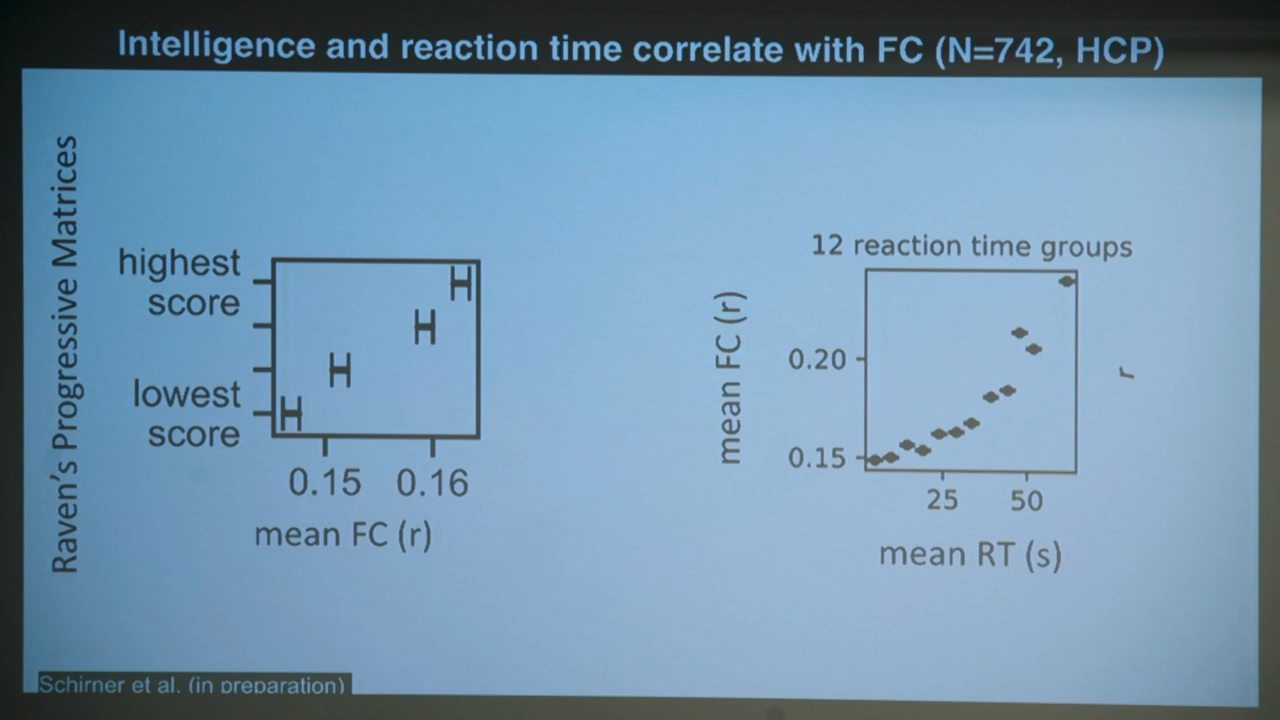 Intelligence and reaction time correlate with FC (N=742, HCP)
Raven's Progressive Matrices
highest
score
lowest
score
0.15 0.16
mean FC (r)
12 reaction time groups
mean FC (r)
0.20
0.15
25 50
mean RT (s)
r
Schirner et al. (in preparation)